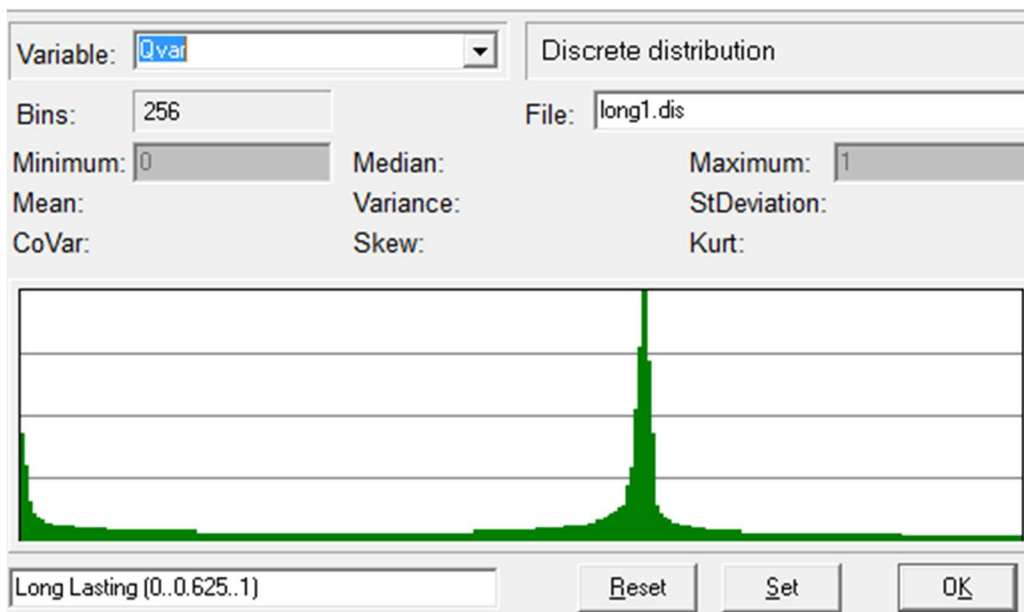 Variable: Qvar Discrete distribution
Bins: 256 File: long1.dis
Minimum: 0 Median: Maximum: 1
Mean: Variance: StDeviation:
CoVar: Skew: Kurt:
Long Lasting (0..0.625..1) Reset Set OK